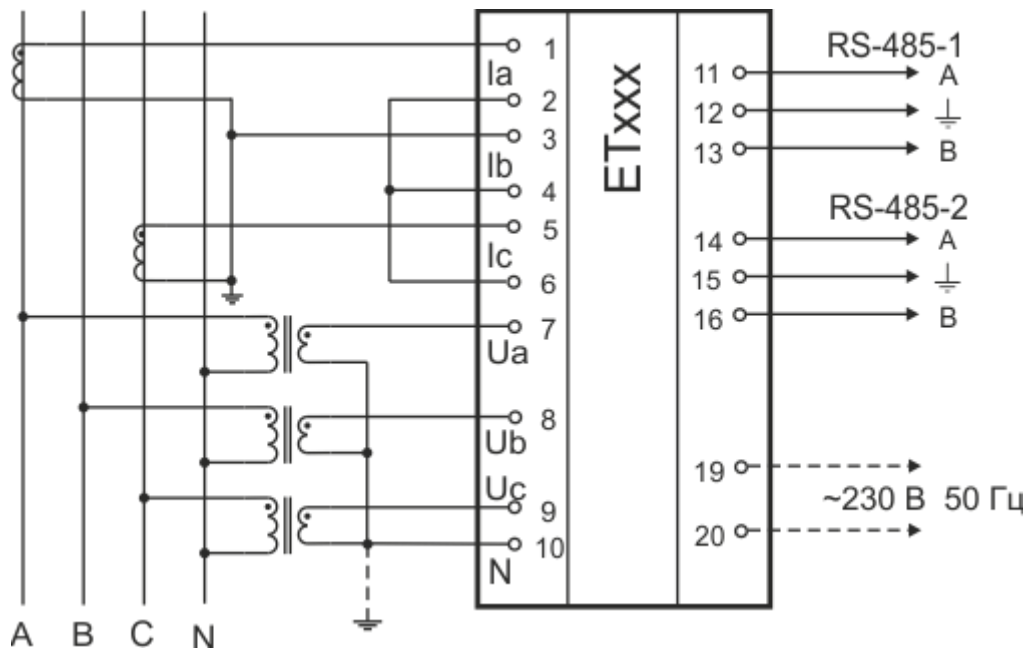 1
Ia
2
3
Ib
4
5
Ic
6
7
Ua
8
Ub
Uc
9
10
N
ETxxx
RS-485-1
11 A
12
13 B
RS-485-2
14 A
15
16 B
19
~230 В 50 Гц
20
A B C N